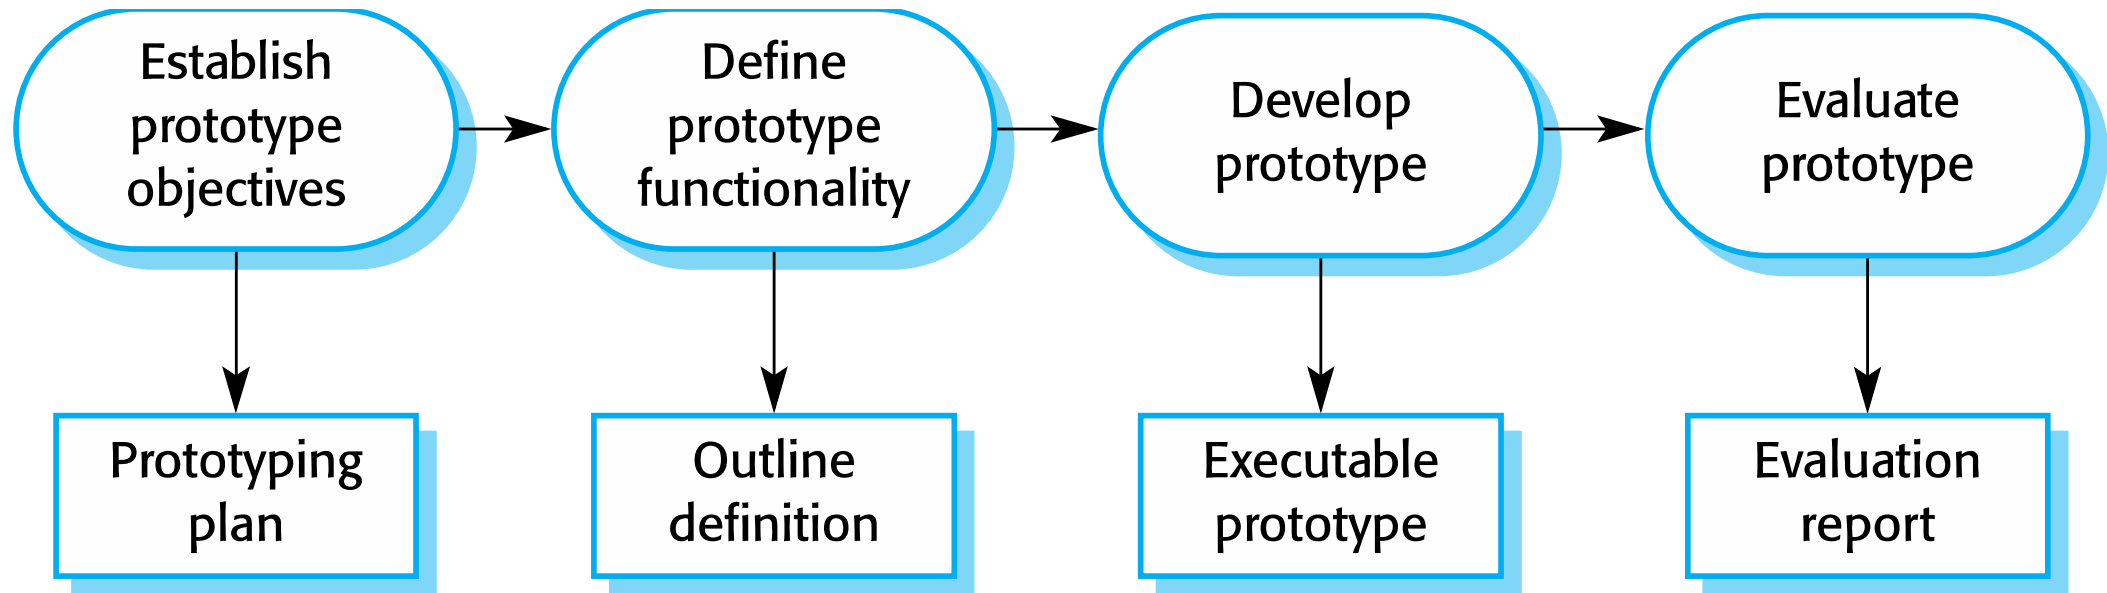 Establish
prototype
objectives
Define
prototype
functionality
Develop
prototype
Evaluate
prototype
Prototyping
plan
Outline
definition
Executable
prototype
Evaluation
report